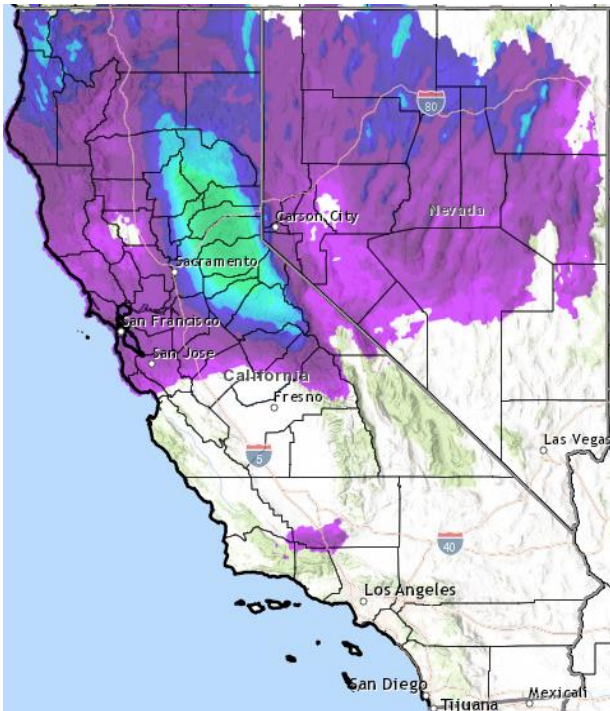 80
Nevada
Carson City
Sacramento
San Francisco
San Jose
California
Fresno
Las Vegas
5
40
Los Angeles
San Diego
Tijuana
Mexicali